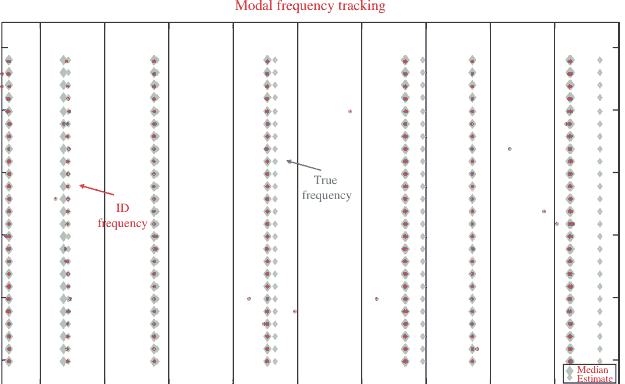 Modal frequency tracking
True
frequency
ID
frequency
Median
Estimate